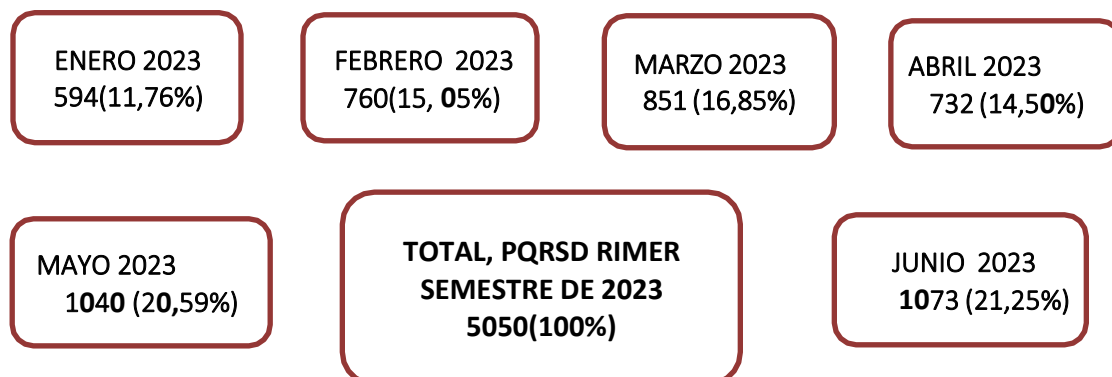 ENERO 2023
594(11,76%)
FEBRERO 2023
760(15, 05%)
MARZO 2023
851 (16,85%)
ABRIL 2023
732 (14,50%)
MAYO 2023
1040 (20,59%)
TOTAL, PQRSD RIMER
SEMESTRE DE 2023
5050(100%)
JUNIO 2023
1073 (21,25%)